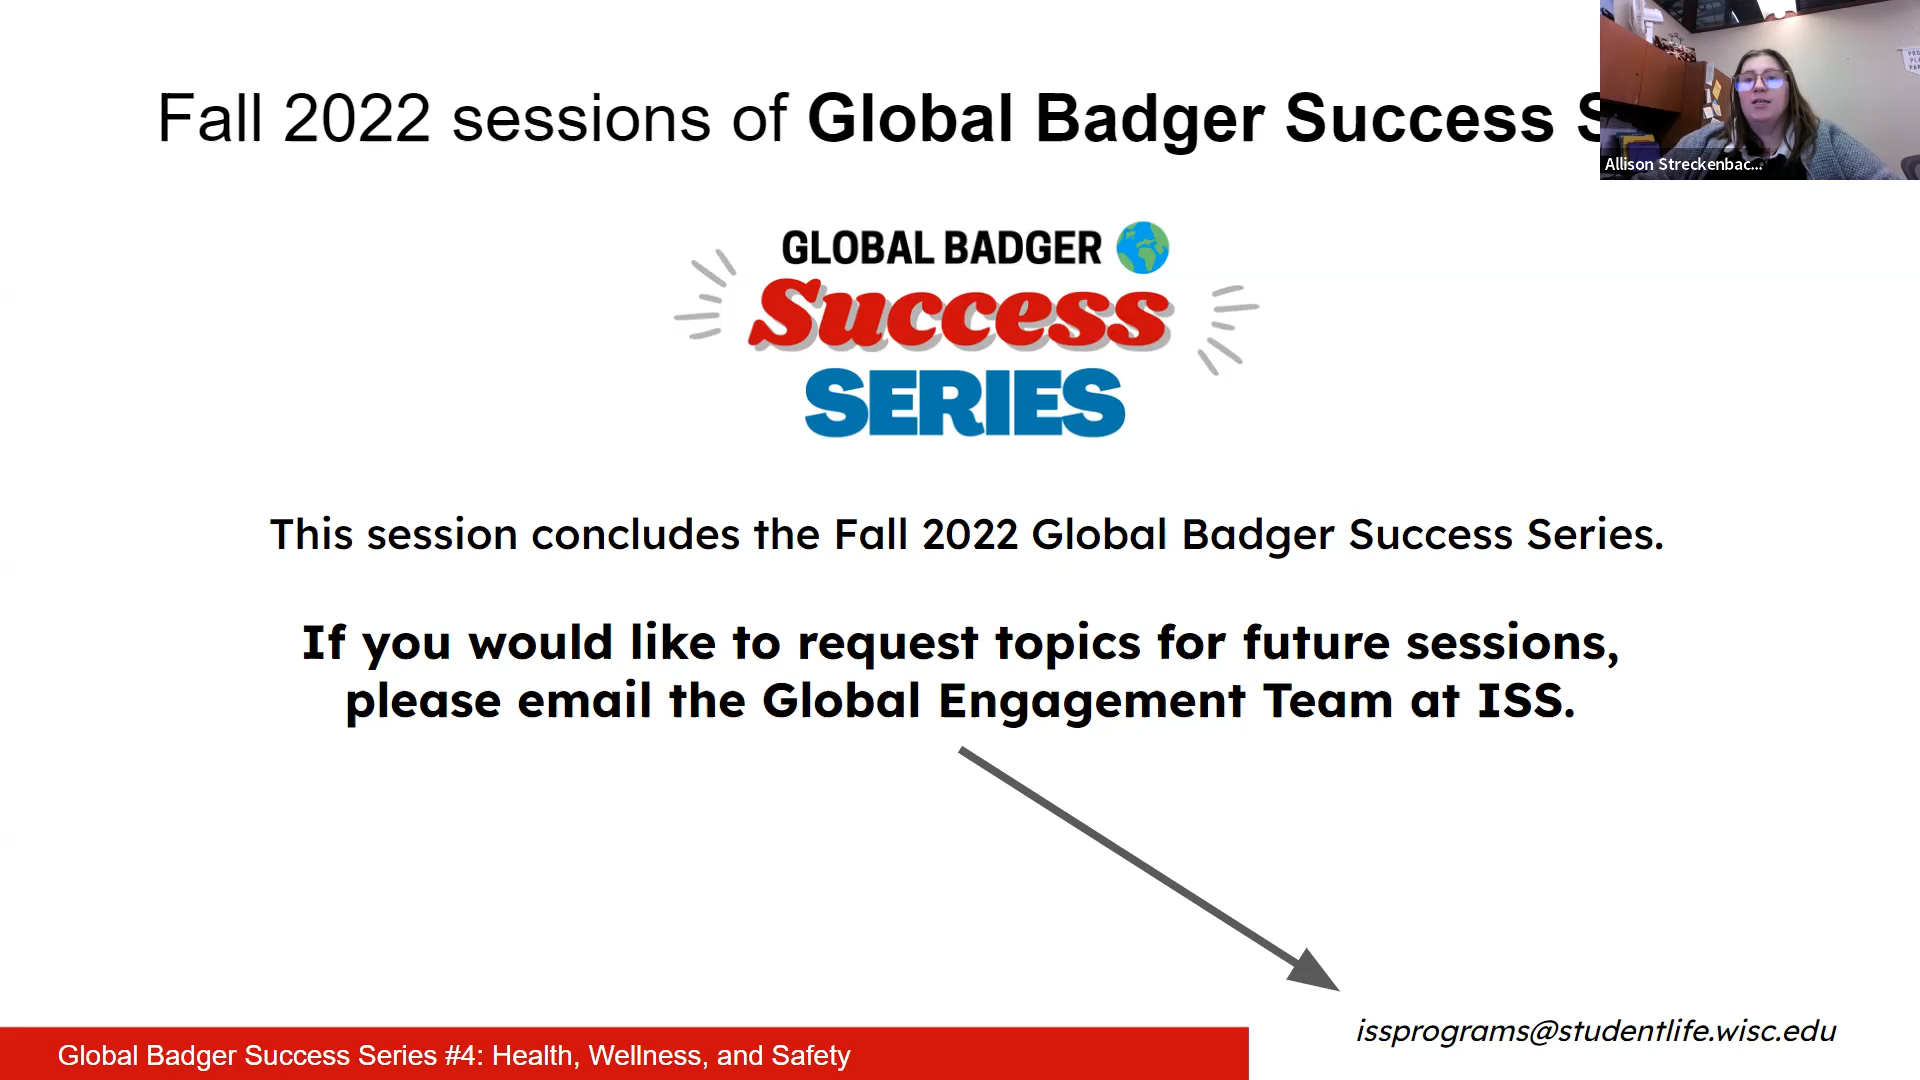 Fall 2022 sessions of Global Badger Success S
Allison Streckenbac...
GLOBAL BADGER
Success
SERIES
This session concludes the Fall 2022 Global Badger Success Series.
If you would like to request topics for future sessions,
please email the Global Engagement Team at ISS.
issprograms@studentlife.wisc.edu
Global Badger Success Series #4: Health, Wellness, and Safety